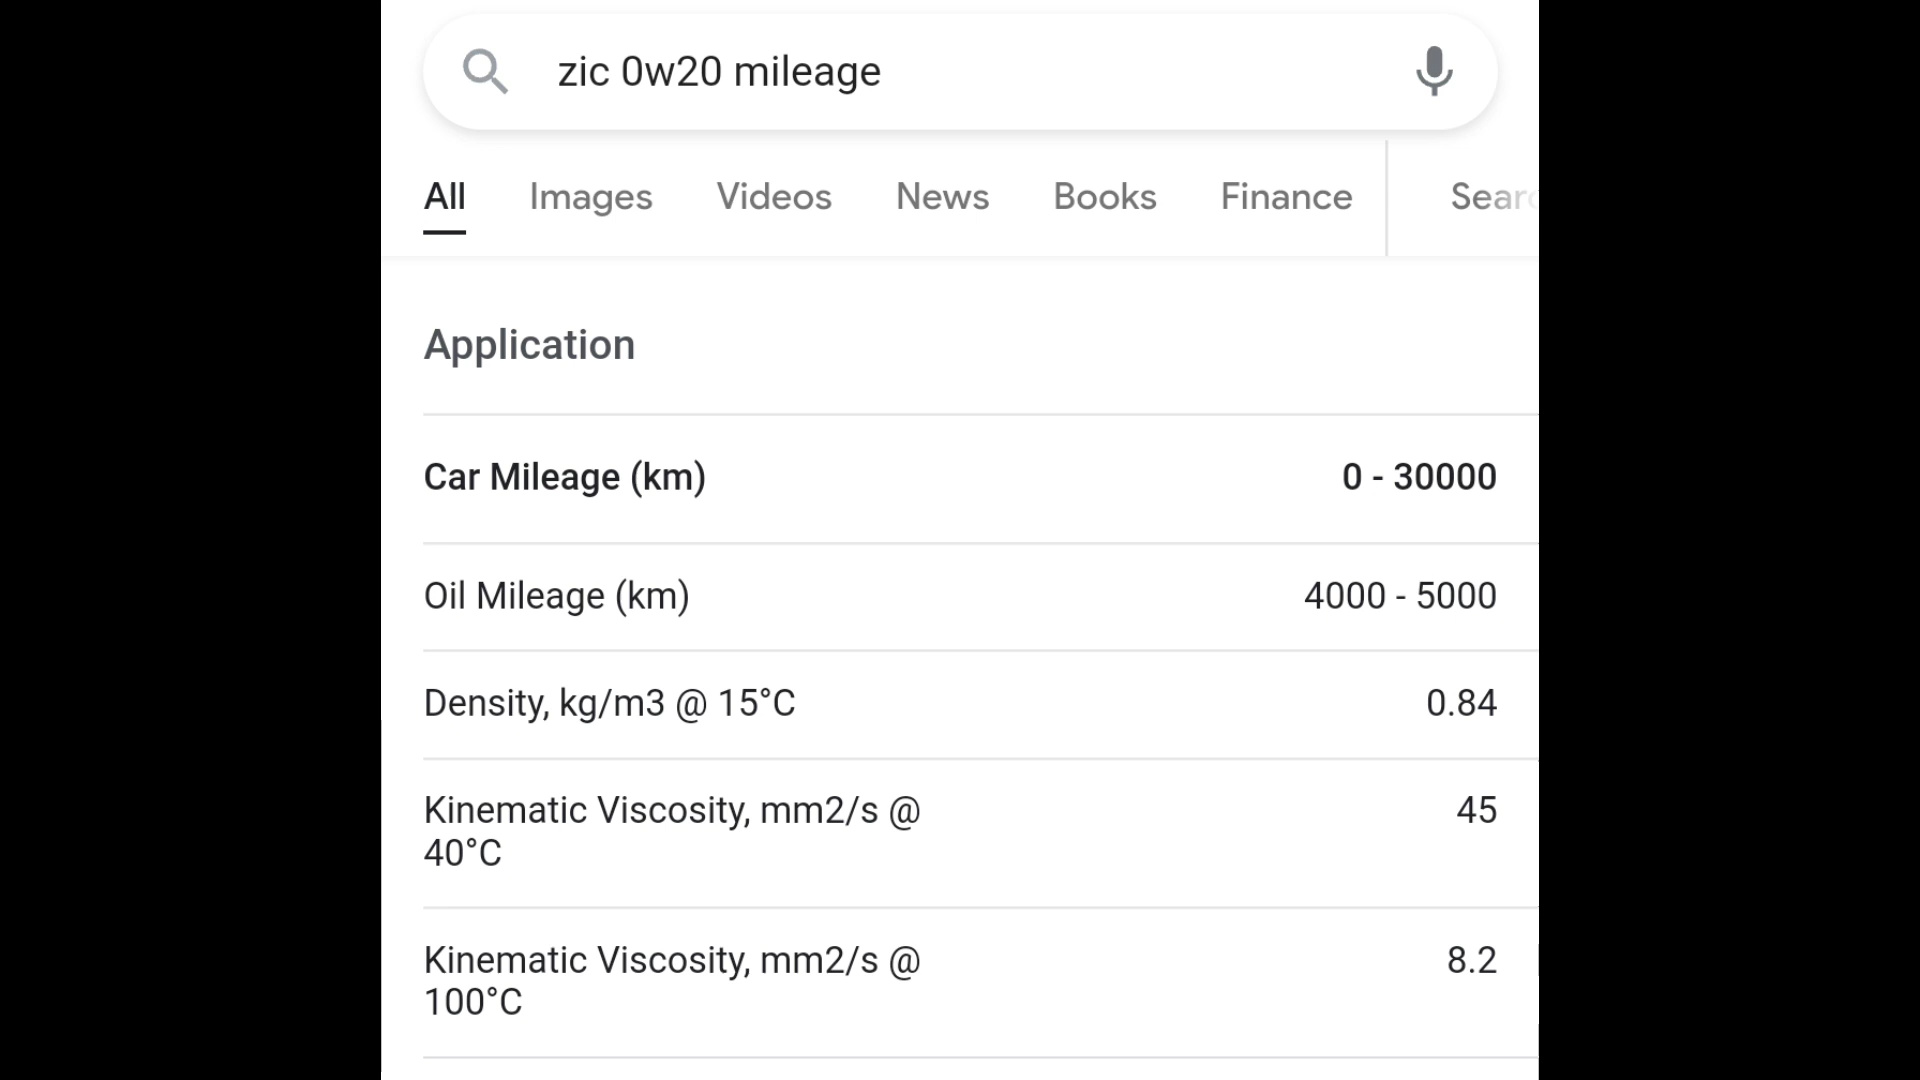 zic 0w20 mileage
All Images Videos News Books Finance
Application
Car Mileage (km) 0 - 30000
Oil Mileage (km) 4000 - 5000
Density, kg/m3 @ 15°C 0.84
Kinematic Viscosity, mm2/s @ 45
40°C
Kinematic Viscosity, mm2/s @ 8.2
100°C